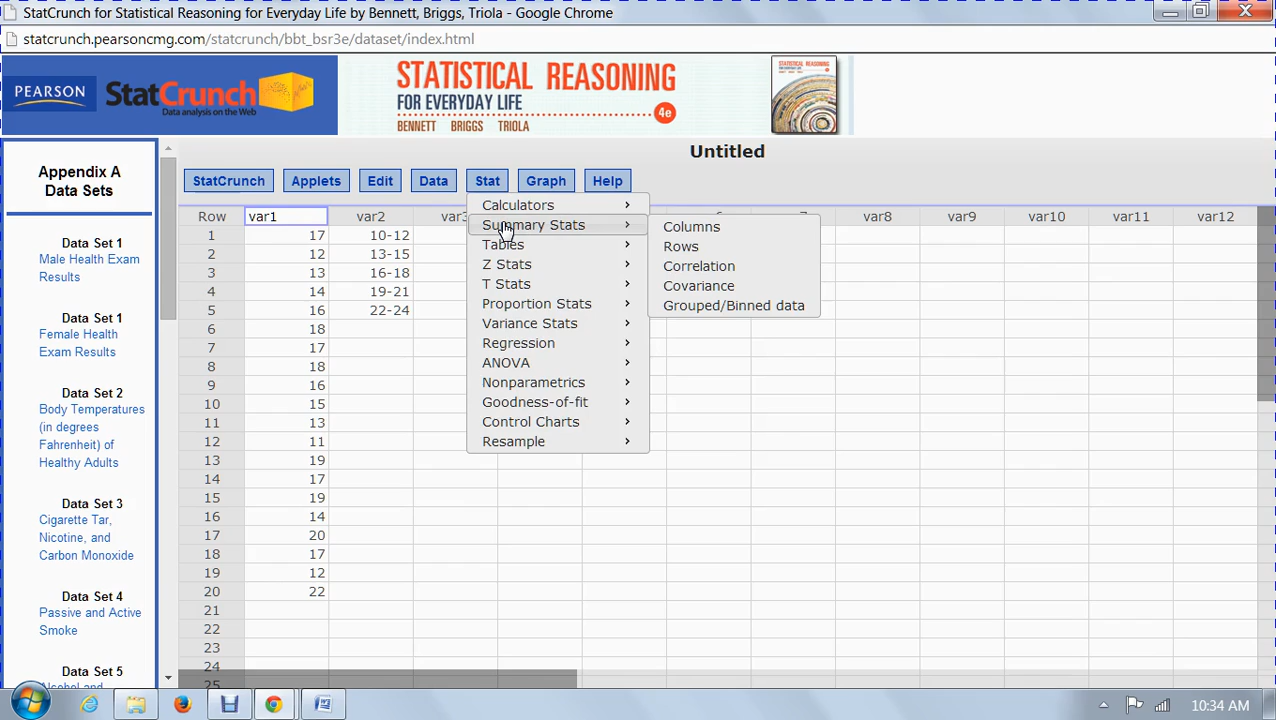 StatCrunch for Statistical Reasoning for Everyday Life by Bennett, Briggs, Triola - Google Chrome
statcrunch.pearsoncmg.com/statcrunch/bbt_bsr3e/dataset/index.html
PEARSON
StatCrunch
Data analysis on the Web
STATISTICAL REASONING
FOR EVERYDAY LIFE
4e
BENNETT BRIGGS TRIOLA
STATISTICAL REASONING
Untitled
StatCrunch Applets Edit Data Stat Graph Help
Appendix A
Data Sets
Data Set 1
Male Health Exam
Results
Data Set 1
Female Health
Exam Results
Data Set 2
Body Temperatures
(in degrees
Fahrenheit) of
Healthy Adults
Data Set 3
Cigarette Tar,
Nicotine, and
Carbon Monoxide
Data Set 4
Passive and Active
Smoke
Data Set 5
Alcohol and
Calculators
Summary Stats
Tables
Z Stats
T Stats
Proportion Stats
Variance Stats
Regression
ANOVA
Nonparametrics
Goodness-of-fit
Control Charts
Resample
Columns
Rows
Correlation
Covariance
Grouped/Binned data
Row var1 var2 var8 var9 var10 var11 var12
1 17 10-12
2 12 13-15
3 13 16-18
4 14 19-21
5 16 22-24
6 18
7 17
8 18
9 16
10 15
11 13
12 11
13 19
14 17
15 19
16 14
17 20
18 17
19 12
20 22
21
22
23
24
25
10:34 AM